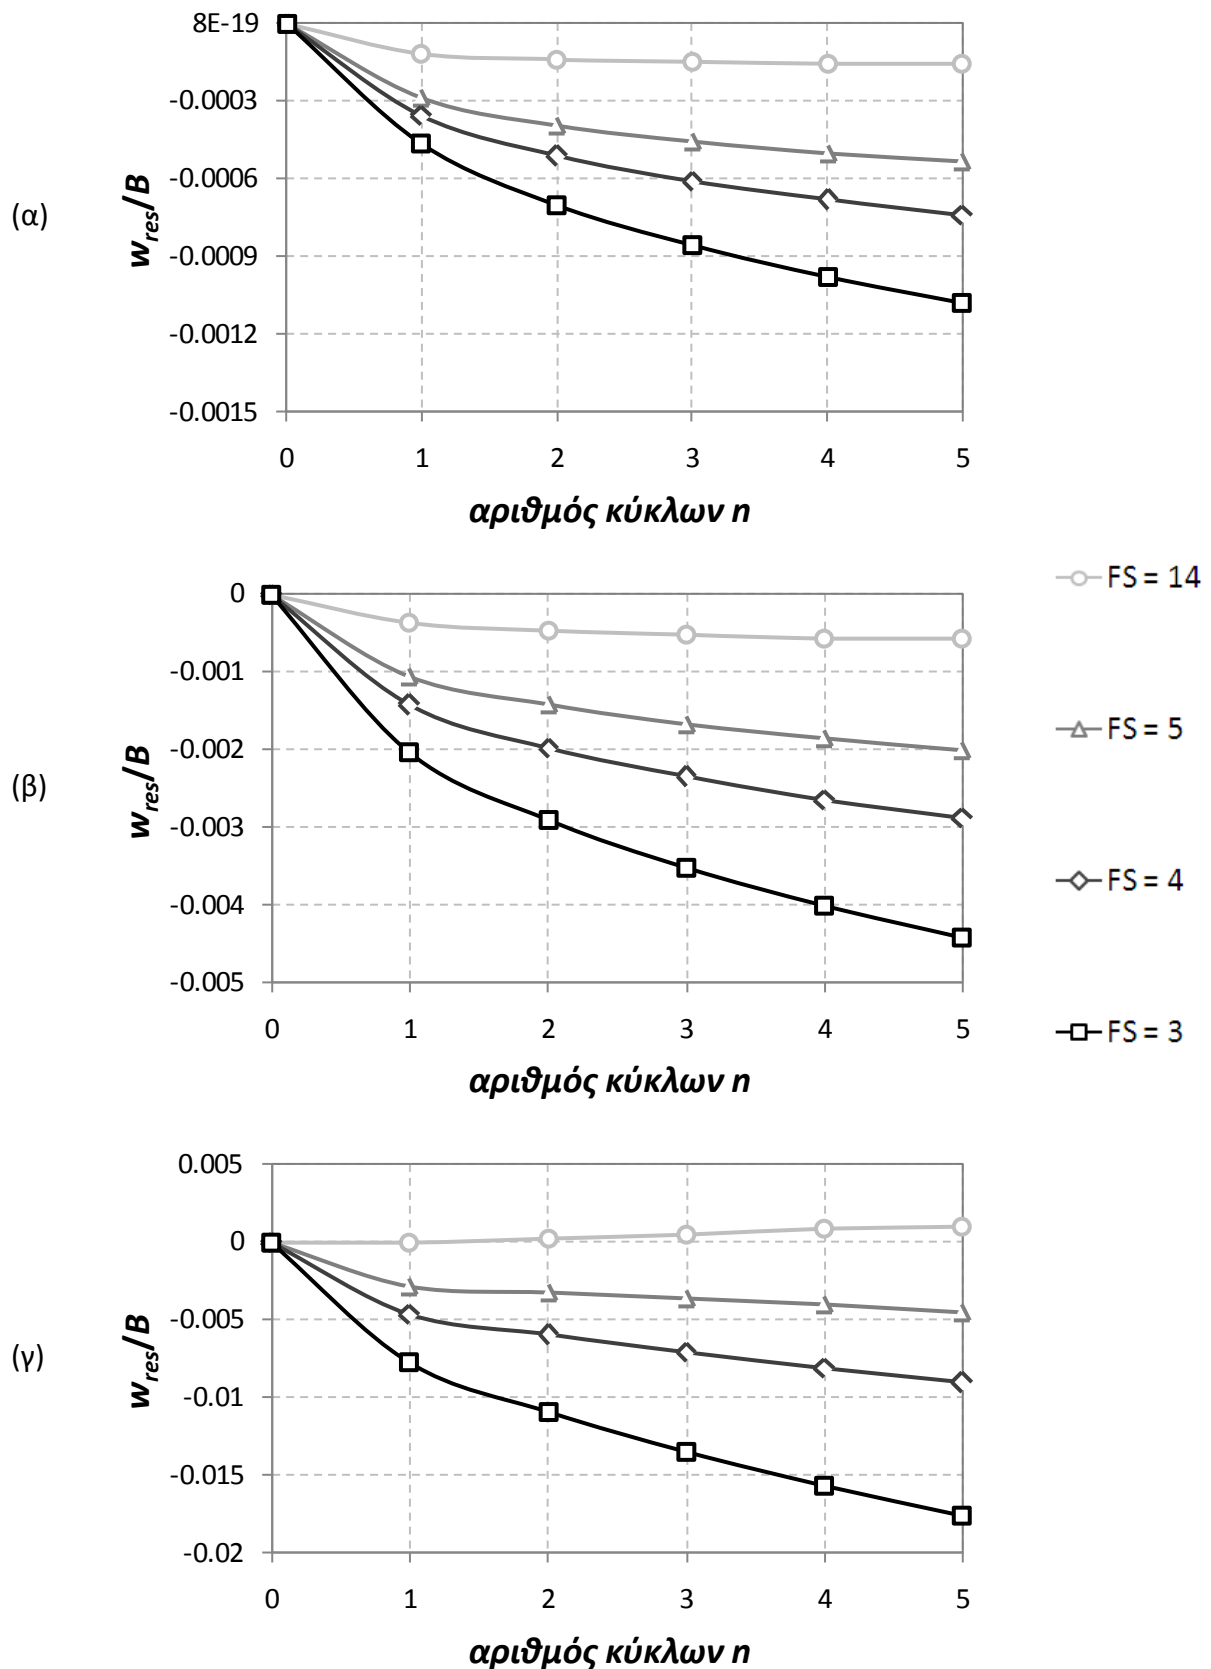 8E-19
-0.0003
-0.0006
-0.0009
-0.0012
-0.0015
(α)
w_res/B
0 1 2 3 4 5
αριθμός κύκλων n
0
-0.001
-0.002
-0.003
-0.004
-0.005
(β)
w_res/B
0 1 2 3 4 5
αριθμός κύκλων n
FS = 14
FS = 5
FS = 4
FS = 3
0.005
0
-0.005
-0.01
-0.015
-0.02
(γ)
w_res/B
0 1 2 3 4 5
αριθμός κύκλων n